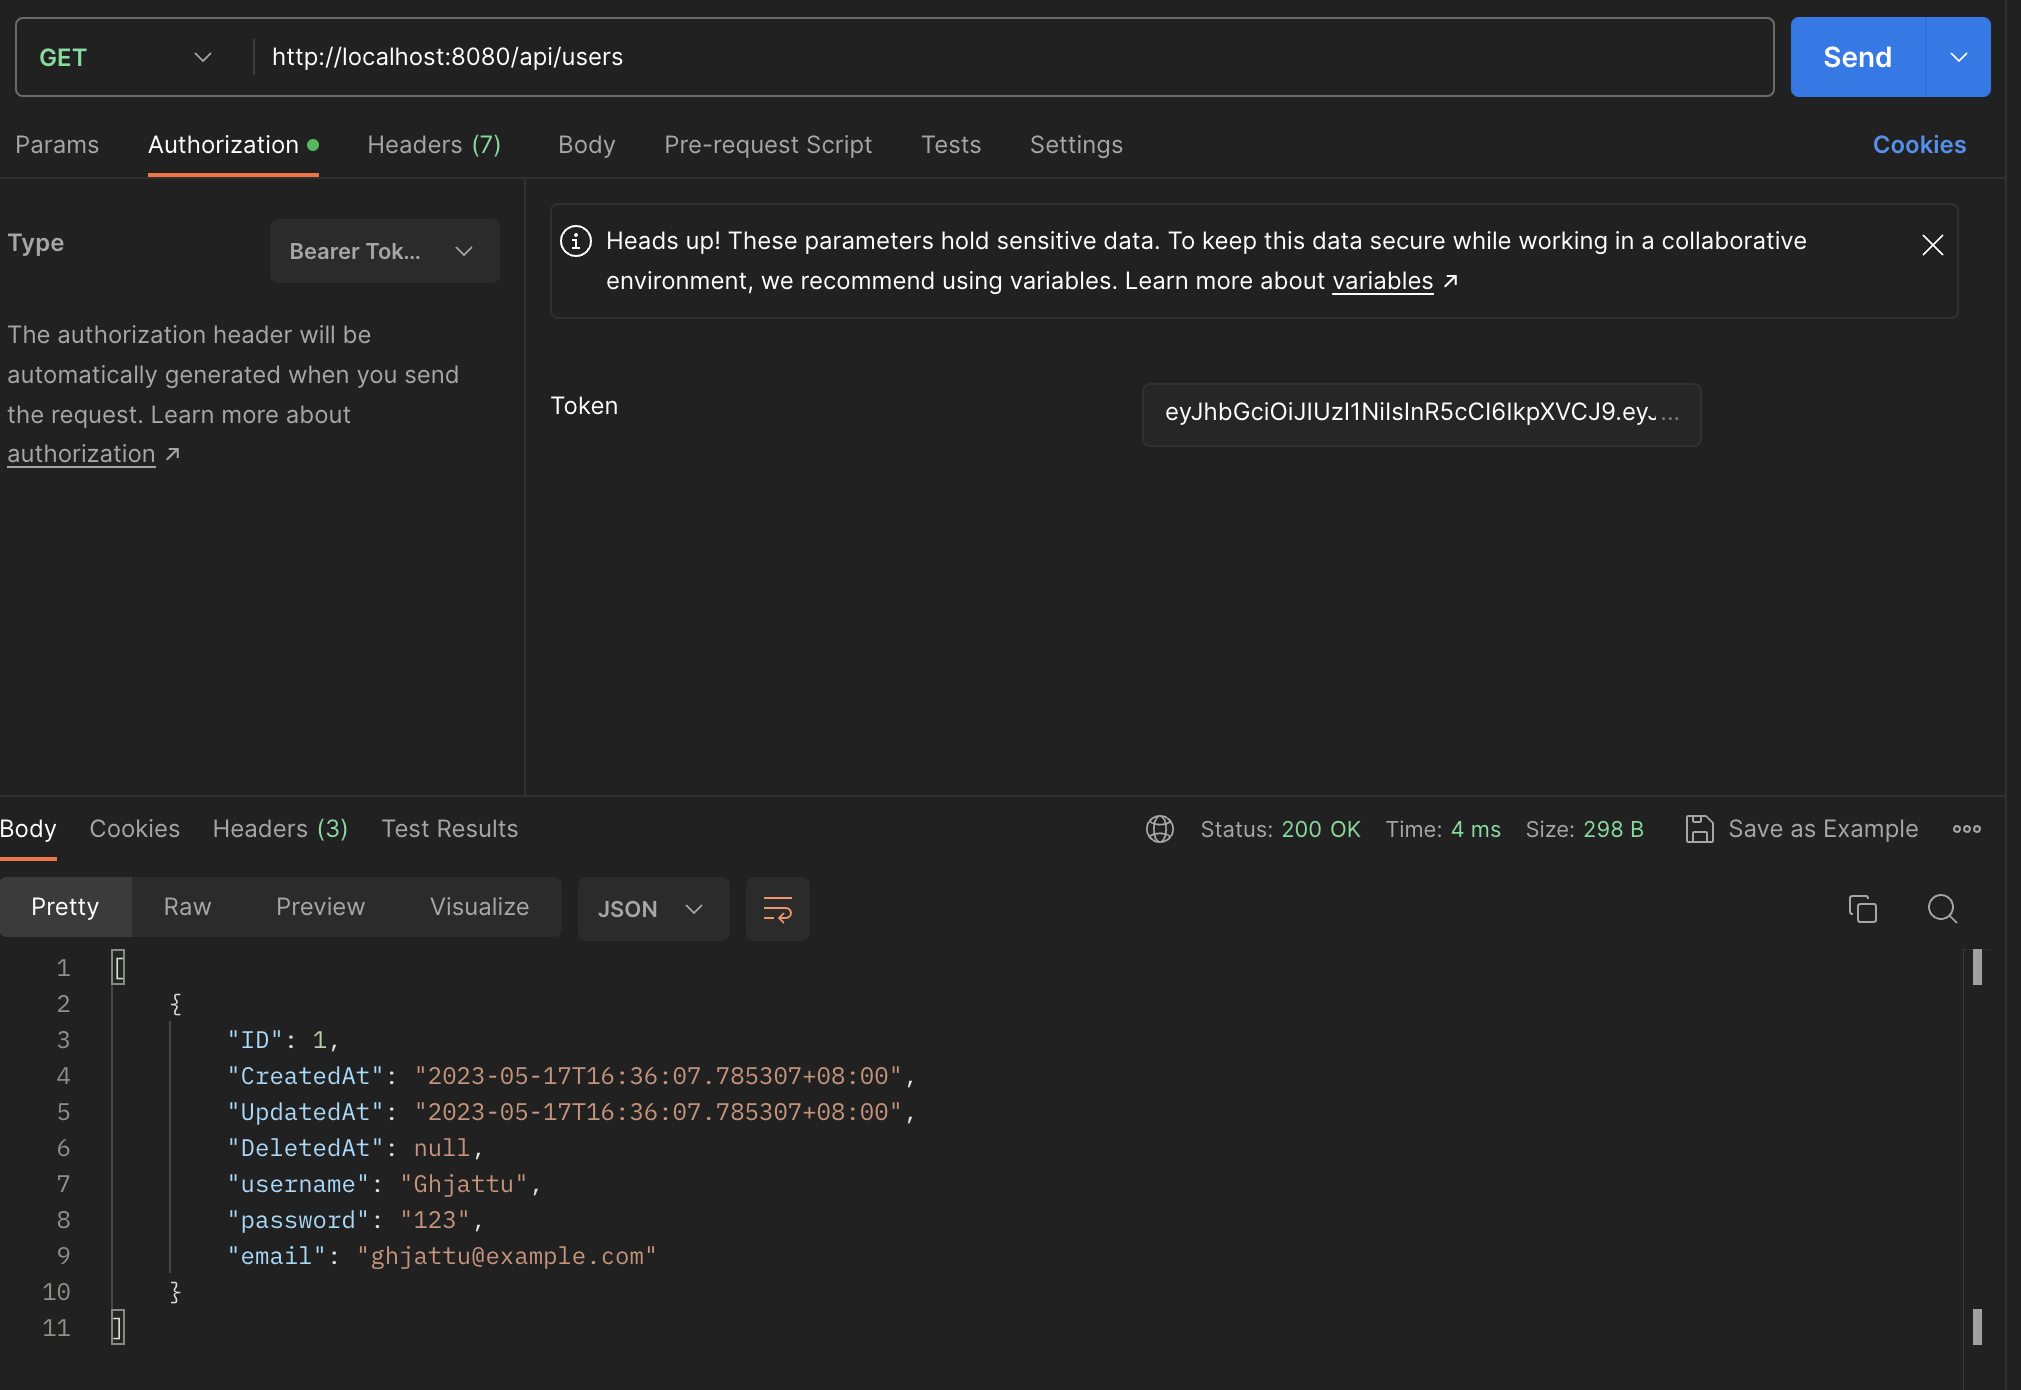 GET http://localhost:8080/api/users Send
Params Authorization Headers (7) Body Pre-request Script Tests Settings Cookies
Type Bearer Tok...
The authorization header will be
automatically generated when you send
the request. Learn more about
authorization ↗
Heads up! These parameters hold sensitive data. To keep this data secure while working in a collaborative
environment, we recommend using variables. Learn more about variables ↗
Token eyJhbGciOiJIUzI1NiIsInR5cCI6IkpXVCJ9.eyJ...
Body Cookies Headers (3) Test Results Status: 200 OK Time: 4 ms Size: 298 B Save as Example
Pretty Raw Preview Visualize JSON
1 [
2 {
3 "ID": 1,
4 "CreatedAt": "2023-05-17T16:36:07.785307+08:00",
5 "UpdatedAt": "2023-05-17T16:36:07.785307+08:00",
6 "DeletedAt": null,
7 "username": "Ghjattu",
8 "password": "123",
9 "email": "ghjattu@example.com"
10 }
11 ]